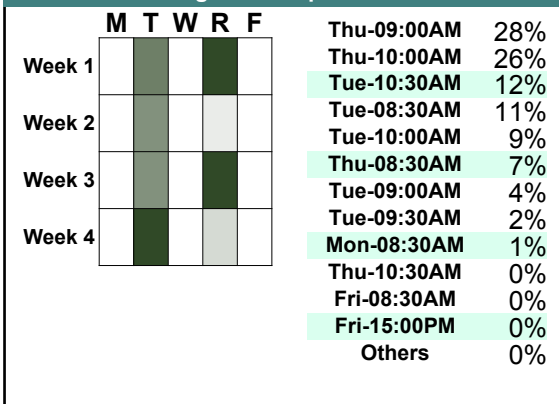 M T W R F
Week 1
Week 2
Week 3
Week 4
Thu-09:00AM 28%
Thu-10:00AM 26%
Tue-10:30AM 12%
Tue-08:30AM 11%
Tue-10:00AM 9%
Thu-08:30AM 7%
Tue-09:00AM 4%
Tue-09:30AM 2%
Mon-08:30AM 1%
Thu-10:30AM 0%
Fri-08:30AM 0%
Fri-15:00PM 0%
Others 0%